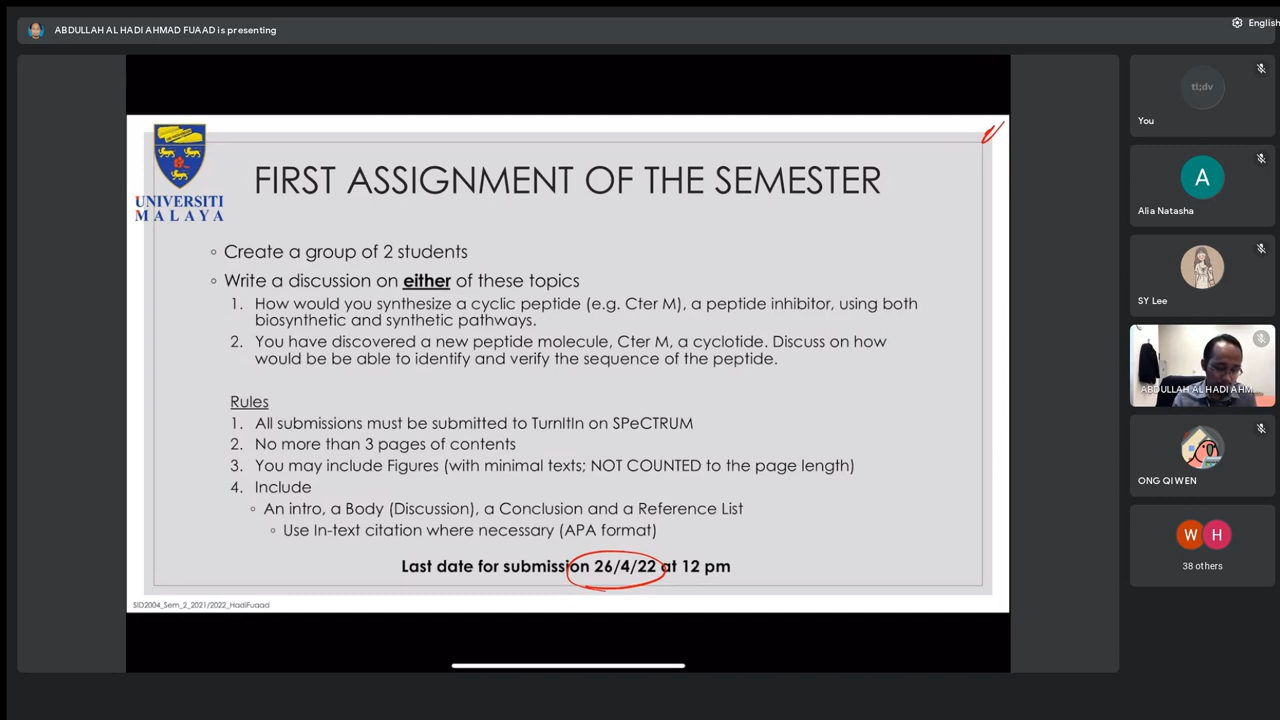 ABDULLAH AL HADI AHMAD FUAAD is presenting
English
tl;dv
You
A
Alia Natasha
SY Lee
ABDULLAH AL HADI AHM...
ONG QI WEN
W H
38 others
UNIVERSITI
MALAYA
FIRST ASSIGNMENT OF THE SEMESTER
◦ Create a group of 2 students
◦ Write a discussion on either of these topics
1. How would you synthesize a cyclic peptide (e.g. Cter M), a peptide inhibitor, using both
biosynthetic and synthetic pathways.
2. You have discovered a new peptide molecule, Cter M, a cyclotide. Discuss on how
would be be able to identify and verify the sequence of the peptide.
Rules
1. All submissions must be submitted to TurnItIn on SPeCTRUM
2. No more than 3 pages of contents
3. You may include Figures (with minimal texts; NOT COUNTED to the page length)
4. Include
◦ An intro, a Body (Discussion), a Conclusion and a Reference List
◦ Use In-text citation where necessary (APA format)
Last date for submission 26/4/22 at 12 pm
SIO2004_Sem_2_2021/2022_HadiFuaad